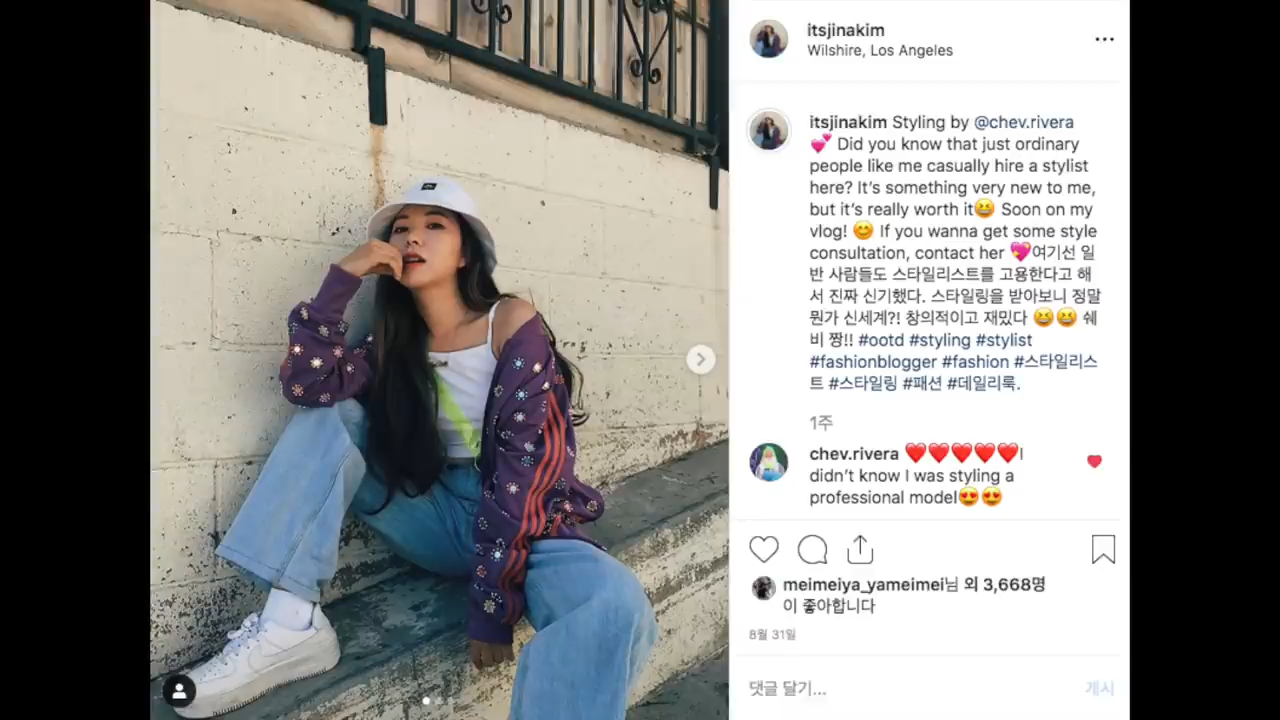 itsjinakim
Wilshire, Los Angeles
itsjinakim Styling by @chev.rivera
💕 Did you know that just ordinary
people like me casually hire a stylist
here? It's something very new to me,
but it's really worth it😆 Soon on my
vlog! 😊 If you wanna get some style
consultation, contact her 💖여기선 일
반 사람들도 스타일리스트를 고용한다고 해
서 진짜 신기했다. 스타일링을 받아보니 정말
뭔가 신세계?! 창의적이고 재밌다 😆😆 쉐
비 짱!! #ootd #styling #stylist
#fashionblogger #fashion #스타일리스
트 #스타일링 #패션 #데일리룩.
1주
chev.rivera ❤️❤️❤️❤️❤️I
didn't know I was styling a
professional model😍😍
meimeiya_yameimei님 외 3,668명
이 좋아합니다
8월 31일
댓글 달기...
게시